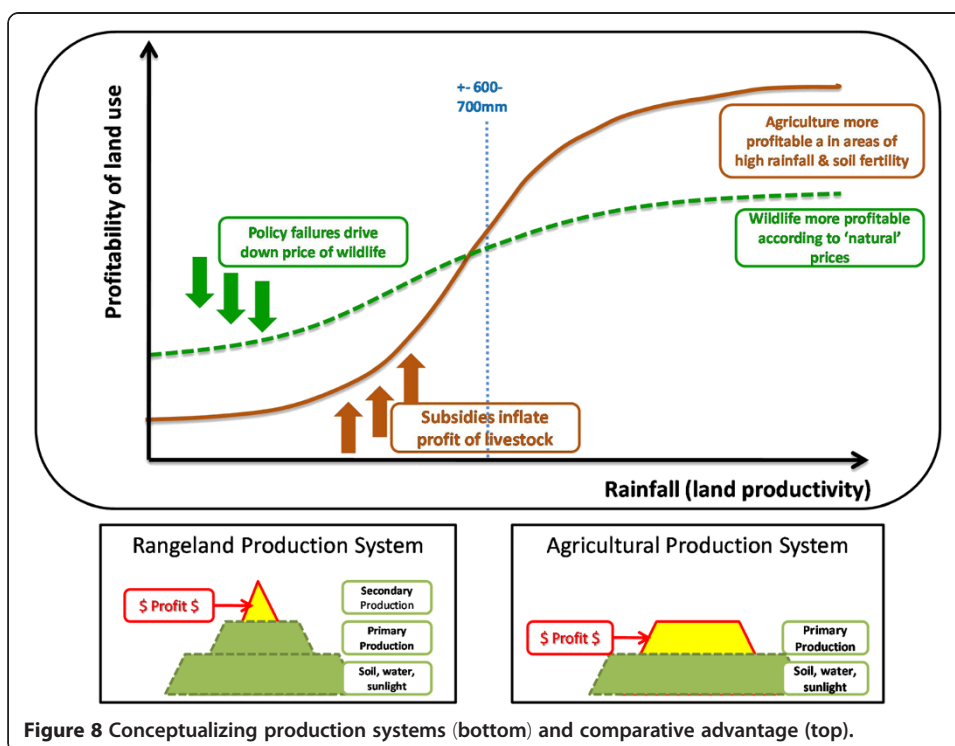 Profitability of land use
+- 600-
700mm
Agriculture more
profitable a in areas of
high rainfall & soil fertility
Policy failures drive
down price of wildlife
Wildlife more profitable
according to ‘natural’
prices
Subsidies inflate
profit of livestock
Rainfall (land productivity)
Rangeland Production System
$ Profit $
Secondary
Production
Primary
Production
Soil, water,
sunlight
Agricultural Production System
$ Profit $
Primary
Production
Soil, water,
sunlight
Figure 8 Conceptualizing production systems (bottom) and comparative advantage (top).